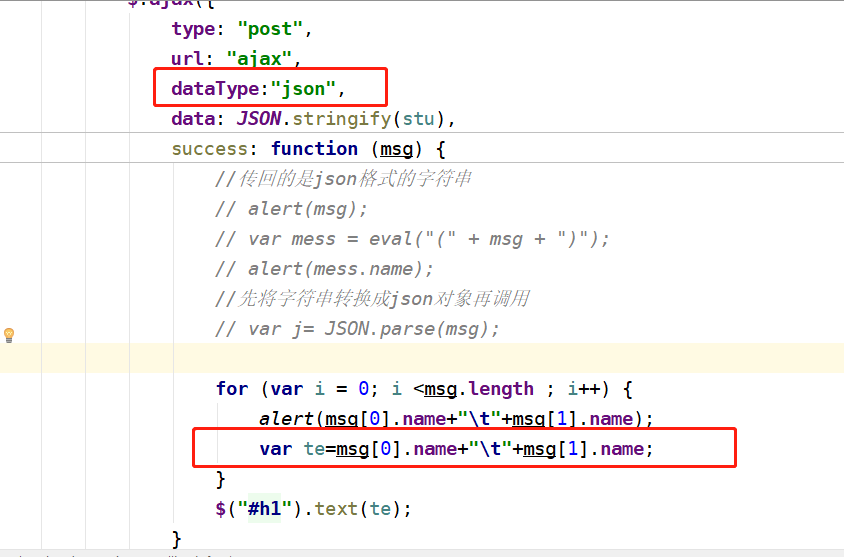 $.ajax({
type: "post",
url: "ajax",
dataType:"json",
data: JSON.stringify(stu),
success: function (msg) {
//传回的是json格式的字符串
// alert(msg);
// var mess = eval("(" + msg + ")");
// alert(mess.name);
//先将字符串转换成json对象再调用
// var j= JSON.parse(msg);
for (var i = 0; i <msg.length ; i++) {
alert(msg[0].name+"\t"+msg[1].name);
var te=msg[0].name+"\t"+msg[1].name;
}
$("#h1").text(te);
}